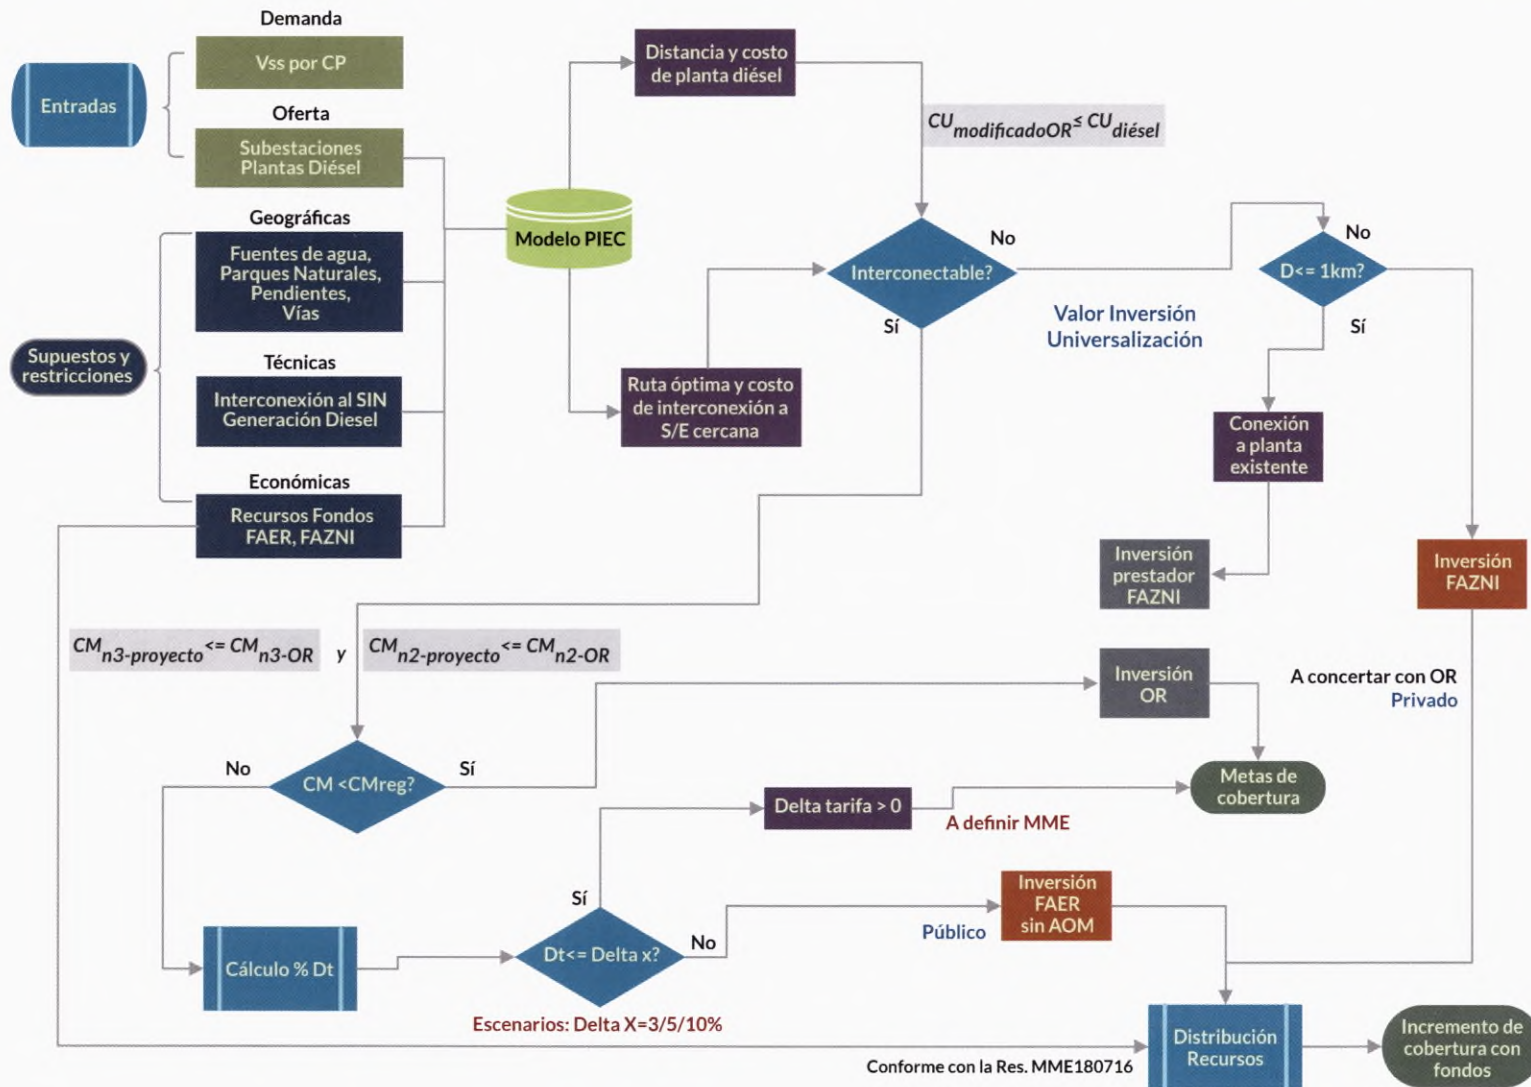 Demanda
Vss por CP
Entradas
Oferta
Subestaciones
Plantas Diésel
Geográficas
Fuentes de agua,
Parques Naturales,
Pendientes,
Vías
Supuestos y
restricciones
Técnicas
Interconexión al SIN
Generación Diesel
Económicas
Recursos Fondos
FAER, FAZNI
Modelo PIEC
Distancia y costo
de planta diésel
CUmodificadoOR≤ CUdiésel
Ruta óptima y costo
de interconexión a
S/E cercana
Interconectable?
No
Sí
Valor Inversión
Universalización
D<= 1km?
No
Sí
Conexión
a planta
existente
Inversión
prestador
FAZNI
Inversión
FAZNI
CMn3-proyecto<= CMn3-OR y CMn2-proyecto<= CMn2-OR
Inversión
OR
A concertar con OR
Privado
No
CM <CMreg?
Sí
Metas de
cobertura
Delta tarifa > 0
A definir MME
Cálculo % Dt
Sí
Dt<= Delta x?
No
Público
Inversión
FAER
sin AOM
Escenarios: Delta X=3/5/10%
Conforme con la Res. MME180716
Distribución
Recursos
Incremento de
cobertura con
fondos